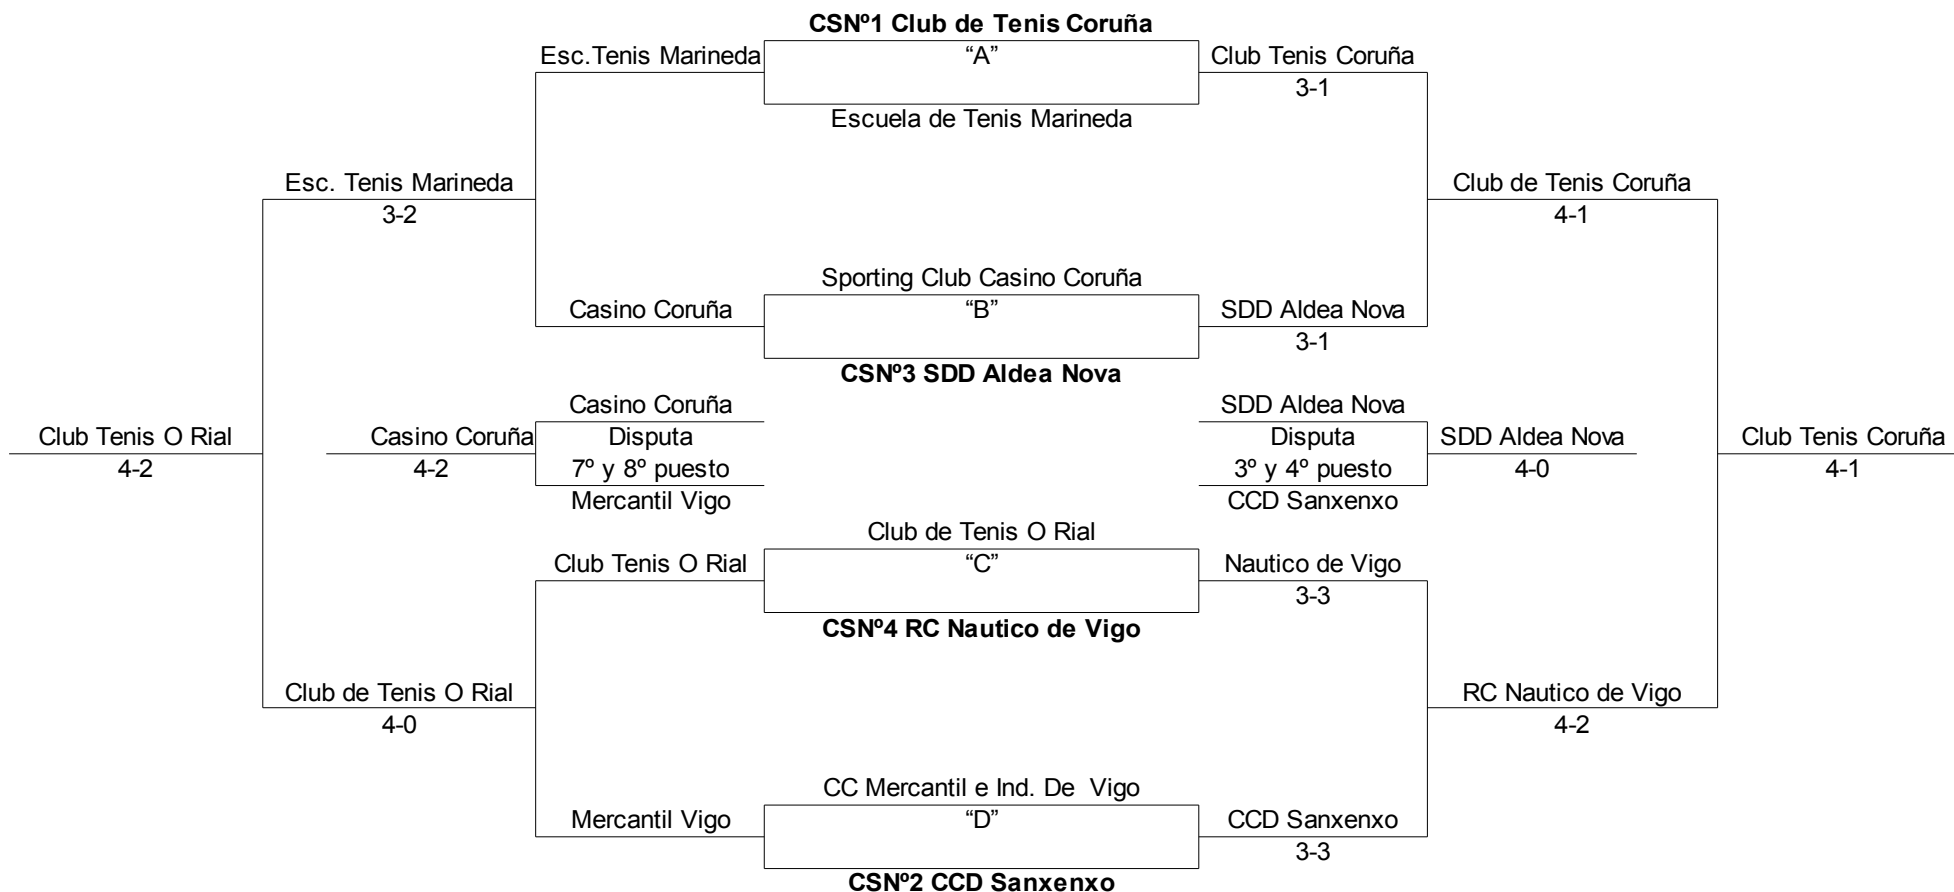 CSNº1 Club de Tenis Coruña
Esc.Tenis Marineda
“A”
Club Tenis Coruña
3-1
Escuela de Tenis Marineda
Esc. Tenis Marineda
3-2
Club de Tenis Coruña
4-1
Sporting Club Casino Coruña
Casino Coruña
“B”
SDD Aldea Nova
3-1
CSNº3 SDD Aldea Nova
Casino Coruña
SDD Aldea Nova
Club Tenis O Rial
4-2
Casino Coruña
4-2
Disputa
7º y 8º puesto
Mercantil Vigo
Disputa
3º y 4º puesto
CCD Sanxenxo
SDD Aldea Nova
4-0
Club Tenis Coruña
4-1
Club de Tenis O Rial
Club Tenis O Rial
“C”
Nautico de Vigo
3-3
CSNº4 RC Nautico de Vigo
Club de Tenis O Rial
4-0
RC Nautico de Vigo
4-2
CC Mercantil e Ind. De  Vigo
Mercantil Vigo
“D”
CCD Sanxenxo
3-3
CSNº2 CCD Sanxenxo